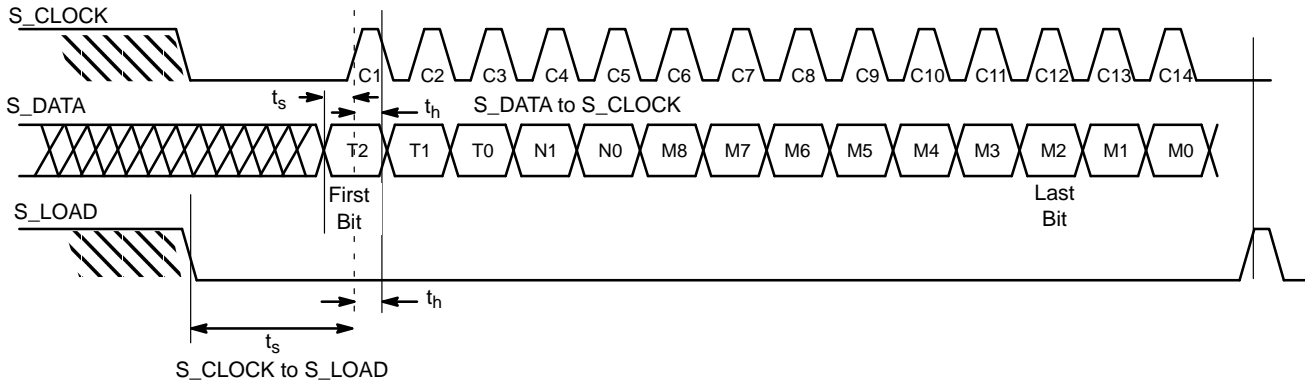 S_CLOCK
C1 C2 C3 C4 C5 C6 C7 C8 C9 C10 C11 C12 C13 C14
ts
S_DATA
th
S_DATA to S_CLOCK
T2 T1 T0 N1 N0 M8 M7 M6 M5 M4 M3 M2 M1 M0
First
Bit
Last
Bit
S_LOAD
th
ts
S_CLOCK to S_LOAD